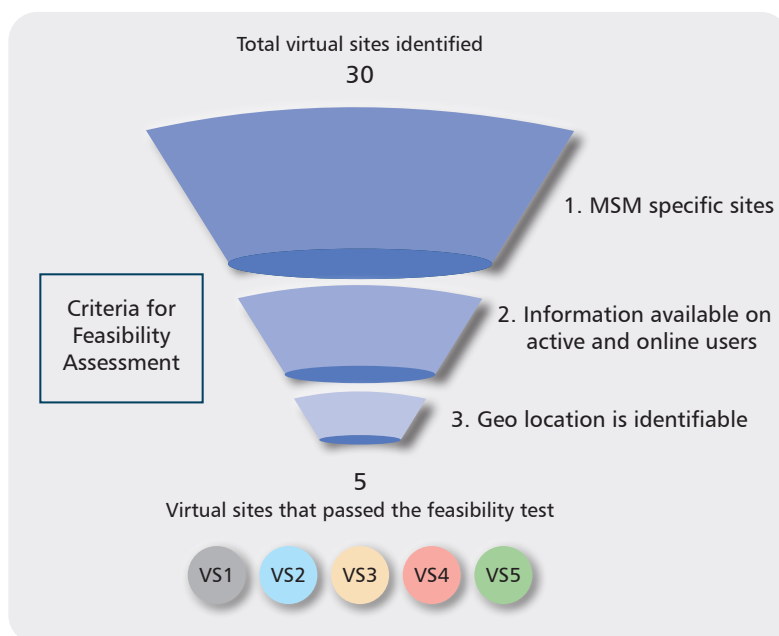 Total virtual sites identified
30
1. MSM specific sites
Criteria for
Feasibility
Assessment
2. Information available on
active and online users
3. Geo location is identifiable
5
Virtual sites that passed the feasibility test
VS1 VS2 VS3 VS4 VS5